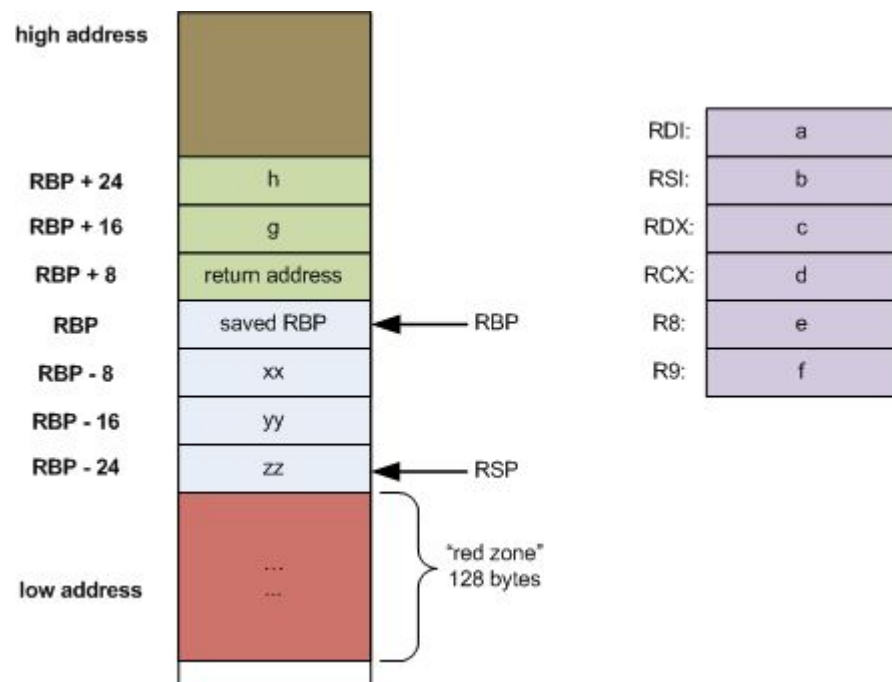 high address
RBP + 24
h
RBP + 16
g
RBP + 8
return address
RBP
saved RBP
RBP
RBP - 8
xx
RBP - 16
yy
RBP - 24
zz
RSP
...
...
"red zone"
128 bytes
low address
RDI:
a
RSI:
b
RDX:
c
RCX:
d
R8:
e
R9:
f